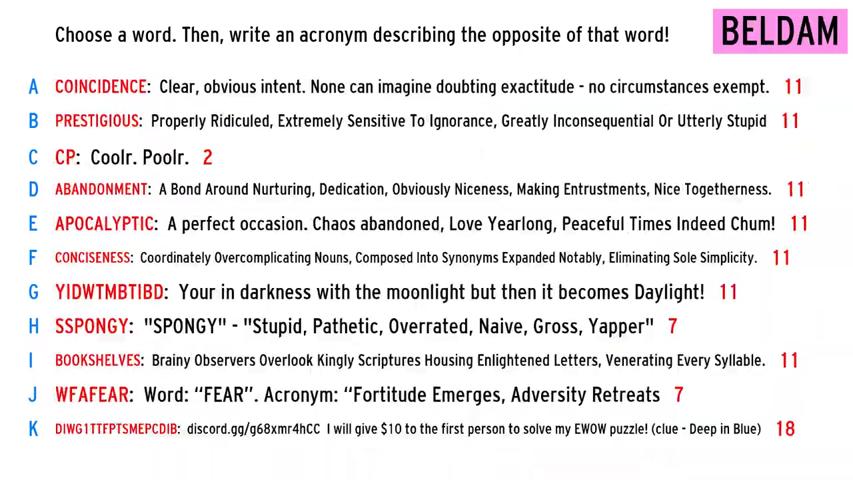 Choose a word. Then, write an acronym describing the opposite of that word! BELDAM
A COINCIDENCE: Clear, obvious intent. None can imagine doubting exactitude - no circumstances exempt. 11
B PRESTIGIOUS: Properly Ridiculed, Extremely Sensitive To Ignorance, Greatly Inconsequential Or Utterly Stupid 11
C CP: Coolr. Poolr. 2
D ABANDONMENT: A Bond Around Nurturing, Dedication, Obviously Niceness, Making Entrustments, Nice Togetherness. 11
E APOCALYPTIC: A perfect occasion. Chaos abandoned, Love Yearlong, Peaceful Times Indeed Chum! 11
F CONCISENESS: Coordinately Overcomplicating Nouns, Composed Into Synonyms Expanded Notably, Eliminating Sole Simplicity. 11
G YIDWTMBTIBD: Your in darkness with the moonlight but then it becomes Daylight! 11
H SSPONGY: "SPONGY" - "Stupid, Pathetic, Overrated, Naive, Gross, Yapper" 7
I BOOKSHELVES: Brainy Observers Overlook Kingly Scriptures Housing Enlightened Letters, Venerating Every Syllable. 11
J WFAFEAR: Word: “FEAR”. Acronym: “Fortitude Emerges, Adversity Retreats 7
K DIWG1TTFPTSMEPCDIB: discord.gg/g68xmr4hCC I will give $10 to the first person to solve my EWOW puzzle! (clue - Deep in Blue) 18